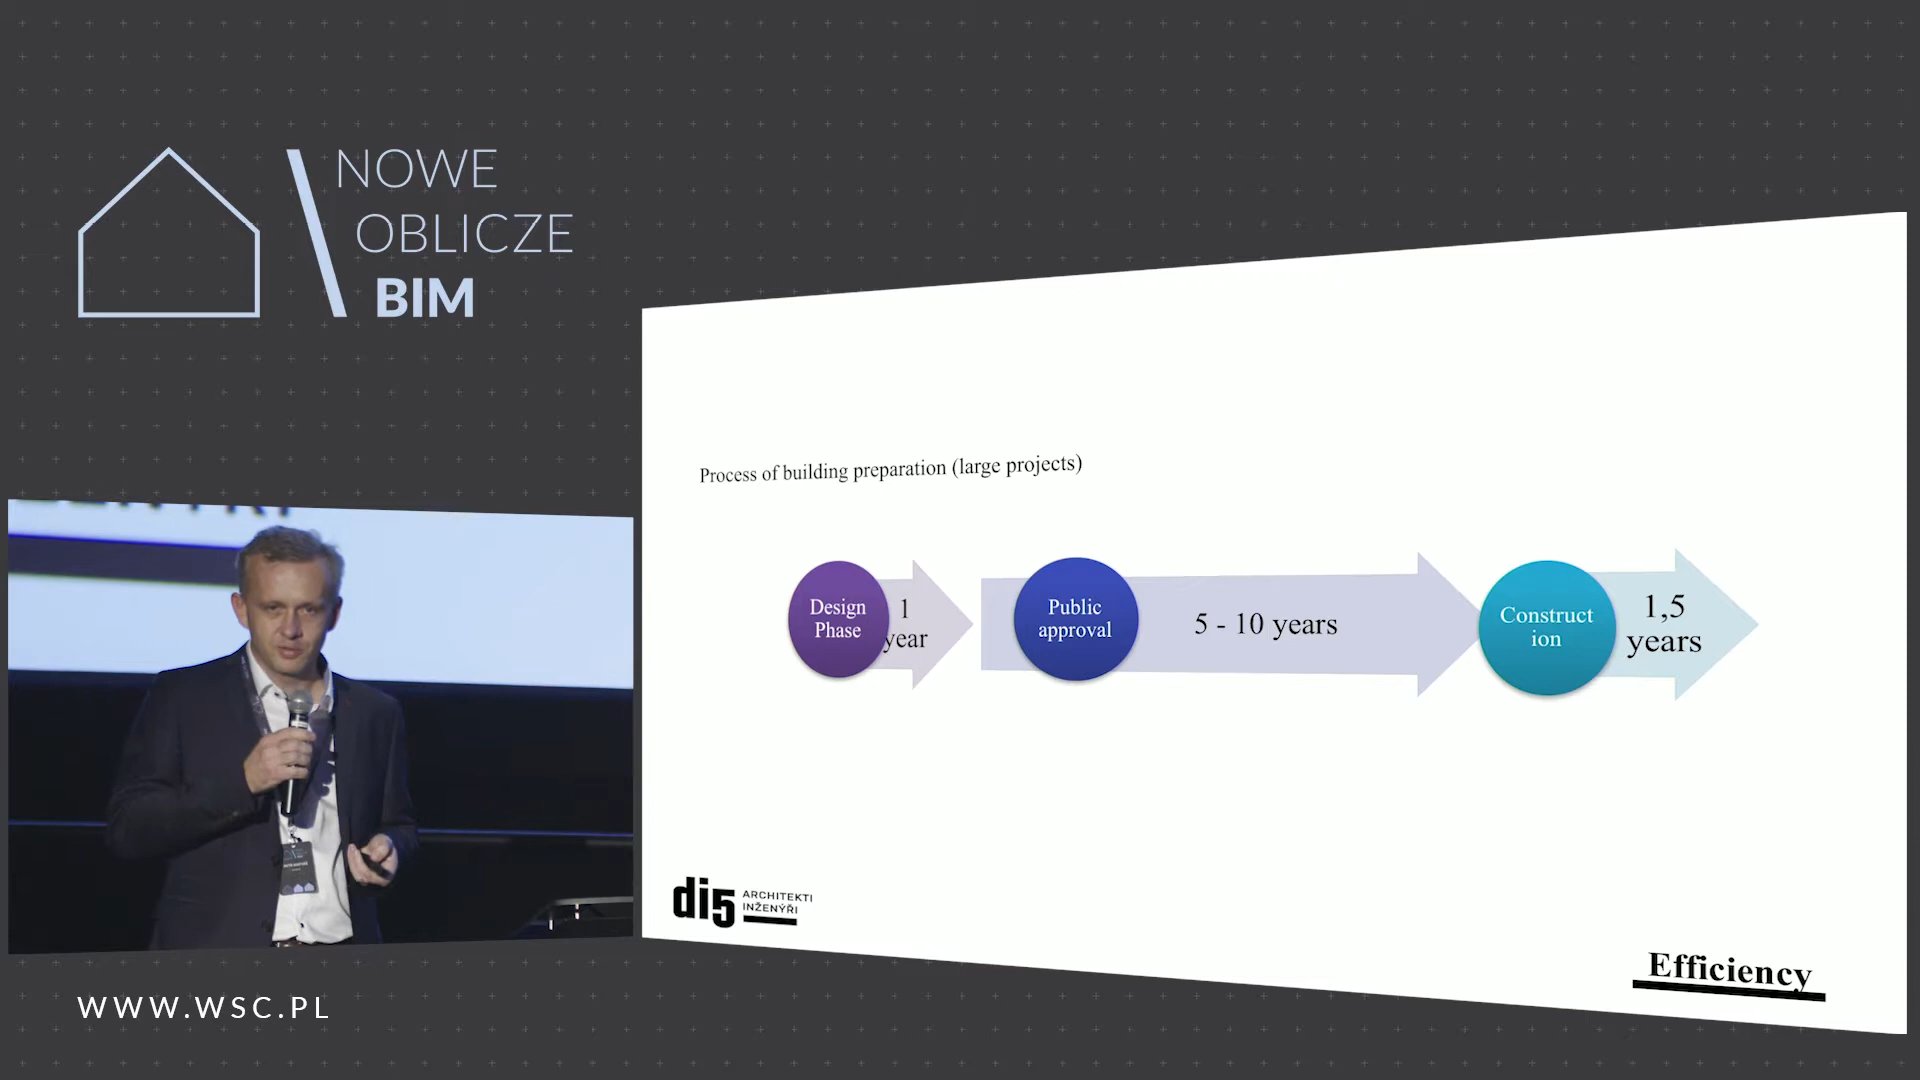 NOWE
OBLICZE
BIM
Process of building preparation (large projects)
Design
Phase
1
year
Public
approval
5 - 10 years
Construct
ion
1,5
years
di5 ARCHITEKTI
INŽENÝŘI
Efficiency
WWW.WSC.PL